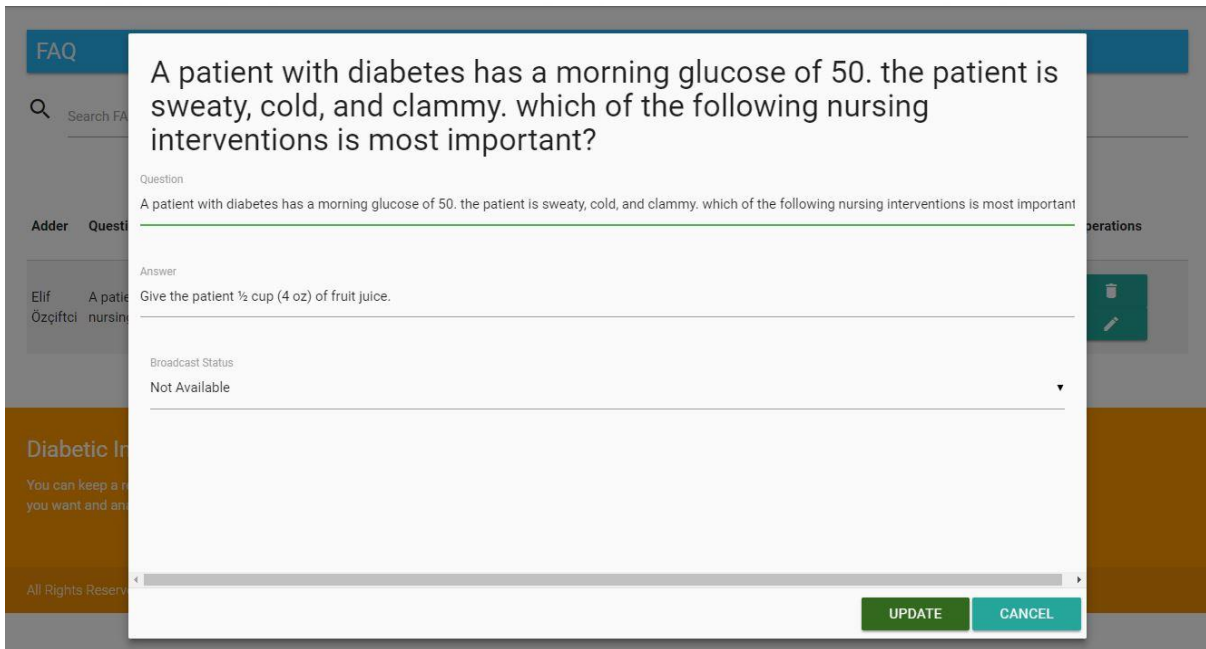 FAQ
A patient with diabetes has a morning glucose of 50. the patient is
sweaty, cold, and clammy. which of the following nursing
interventions is most important?
Search FA
Question
A patient with diabetes has a morning glucose of 50. the patient is sweaty, cold, and clammy. which of the following nursing interventions is most important
Adder Questi perations
Answer
Give the patient ½ cup (4 oz) of fruit juice.
Elif A patie
Özçiftci nursing
Broadcast Status
Not Available
Diabetic In
You can keep a r
you want and an
All Rights Reserv
UPDATE CANCEL